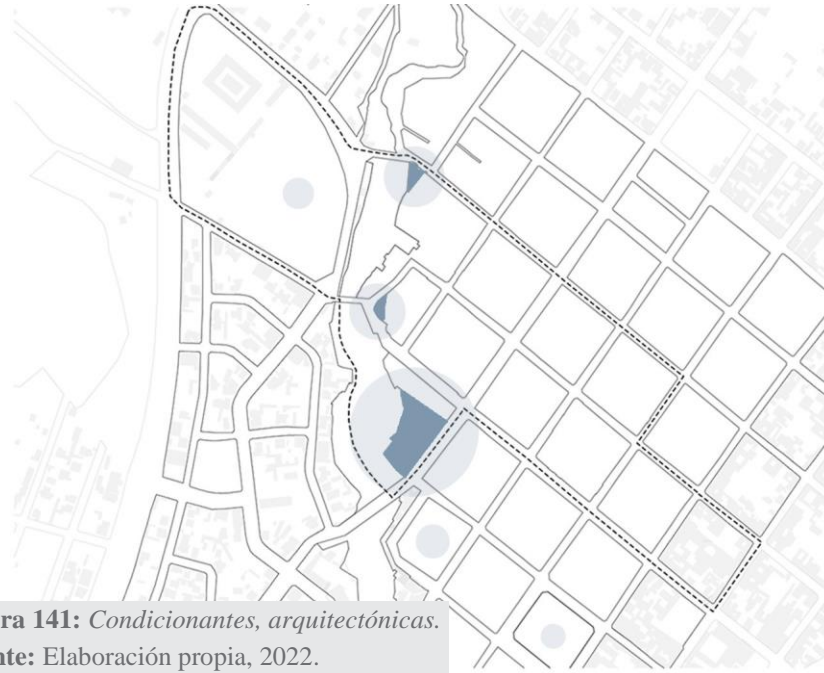 ra 141: Condicionantes, arquitectónicas.
nte: Elaboración propia, 2022.